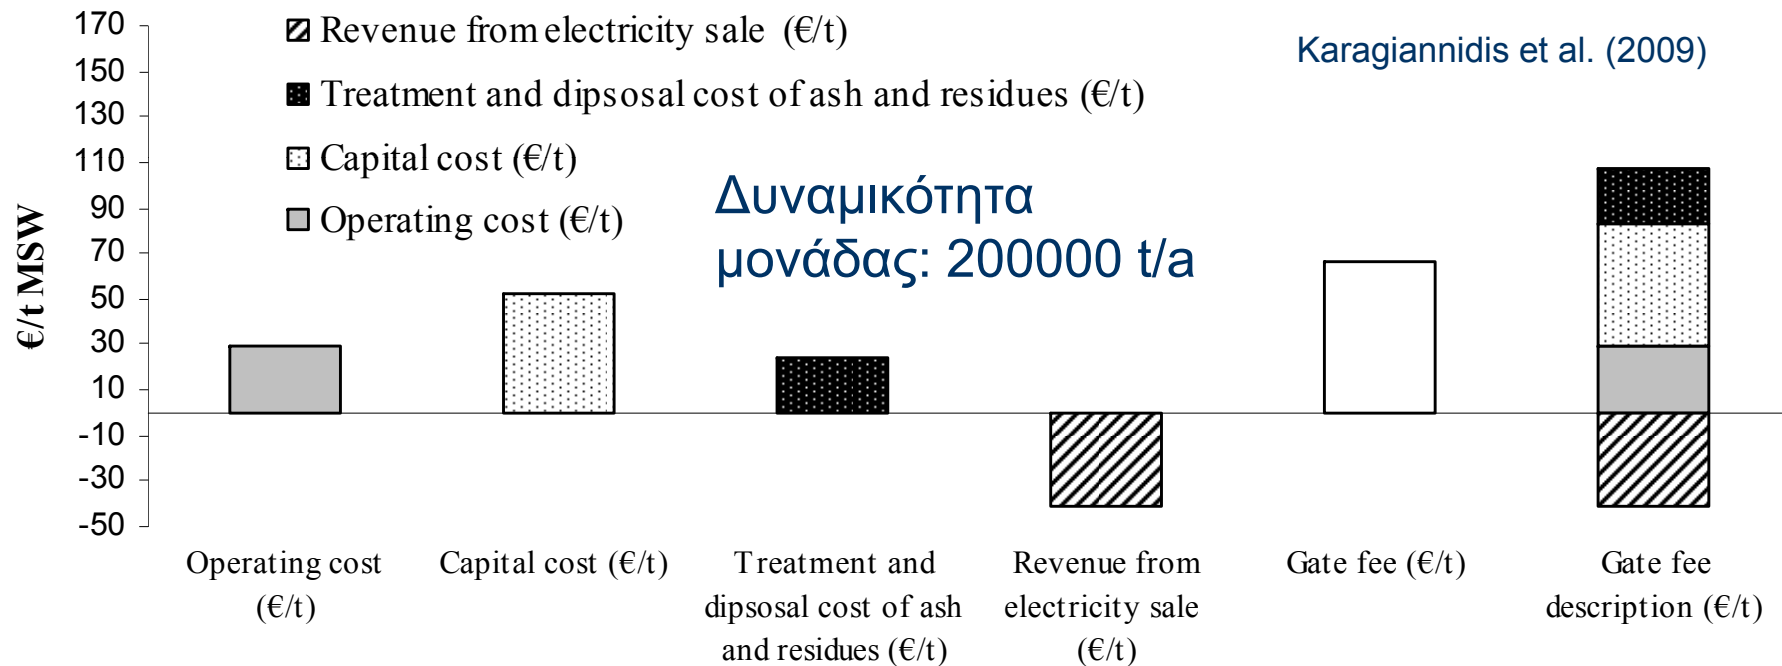 170
150
130
110
90
70
50
30
10
-10
-30
-50
€/t MSW
Revenue from electricity sale (€/t)
Treatment and dipsosal cost of ash and residues (€/t)
Capital cost (€/t)
Operating cost (€/t)
Karagiannidis et al. (2009)
Δυναμικότητα
μονάδας: 200000 t/a
Operating cost
(€/t)
Capital cost (€/t)
Treatment and
dipsosal cost of ash
and residues (€/t)
Revenue from
electricity sale
(€/t)
Gate fee (€/t)
Gate fee
description (€/t)